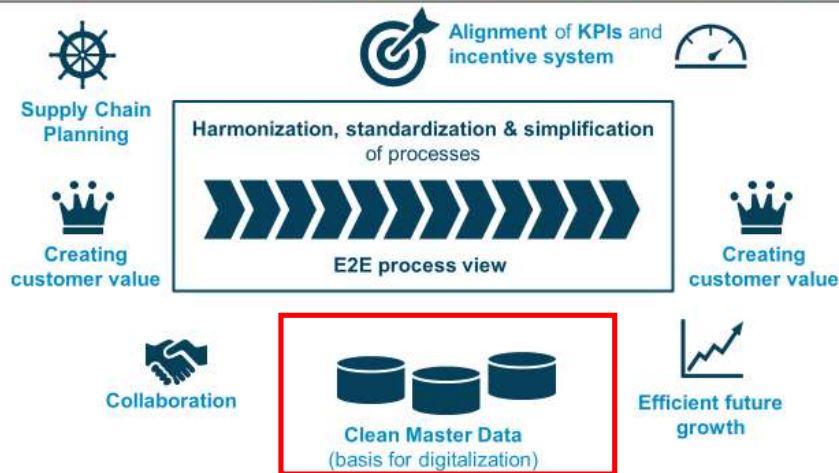 Alignment of KPIs and
incentive system
Supply Chain
Planning
Harmonization, standardization & simplification
of processes
E2E process view
Creating
customer value
Creating
customer value
Collaboration
Clean Master Data
(basis for digitalization)
Efficient future
growth